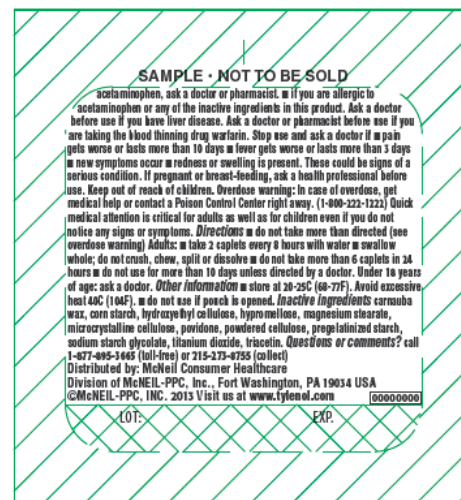 SAMPLE • NOT TO BE SOLD
acetaminophen, ask a doctor or pharmacist. ■ if you are allergic to
acetaminophen or any of the inactive ingredients in this product. Ask a doctor
before use if you have liver disease. Ask a doctor or pharmacist before use if you
are taking the blood thinning drug warfarin. Stop use and ask a doctor if ■ pain
gets worse or lasts more than 10 days ■ fever gets worse or lasts more than 3 days
■ new symptoms occur ■ redness or swelling is present. These could be signs of a
serious condition. If pregnant or breast-feeding, ask a health professional before
use. Keep out of reach of children. Overdose warning: In case of overdose, get
medical help or contact a Poison Control Center right away. (1-800-222-1222) Quick
medical attention is critical for adults as well as for children even if you do not
notice any signs or symptoms. Directions ■ do not take more than directed (see
overdose warning) Adults: ■ take 2 caplets every 8 hours with water ■ swallow
whole; do not crush, chew, split or dissolve ■ do not take more than 6 caplets in 24
hours ■ do not use for more than 10 days unless directed by a doctor. Under 18 years
of age: ask a doctor. Other information ■ store at 20-25C (68-77F). Avoid excessive
heat 40C (104F). ■ do not use if pouch is opened. Inactive ingredients carnauba
wax, corn starch, hydroxyethyl cellulose, hypromellose, magnesium stearate,
microcrystalline cellulose, povidone, powdered cellulose, pregelatinized starch,
sodium starch glycolate, titanium dioxide, triacetin. Questions or comments? call
1-877-895-3665 (toll-free) or 215-273-8755 (collect)
Distributed by: McNeil Consumer Healthcare
Division of McNEIL-PPC, Inc., Fort Washington, PA 19034 USA
©McNEIL-PPC, INC. 2013 Visit us at www.tylenol.com 00000000
LOT: EXP.